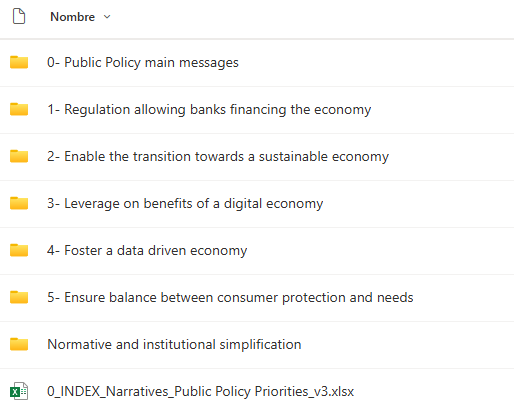 Nombre
0- Public Policy main messages
1- Regulation allowing banks financing the economy
2- Enable the transition towards a sustainable economy
3- Leverage on benefits of a digital economy
4- Foster a data driven economy
5- Ensure balance between consumer protection and needs
Normative and institutional simplification
0_INDEX_Narratives_Public Policy Priorities_v3.xlsx